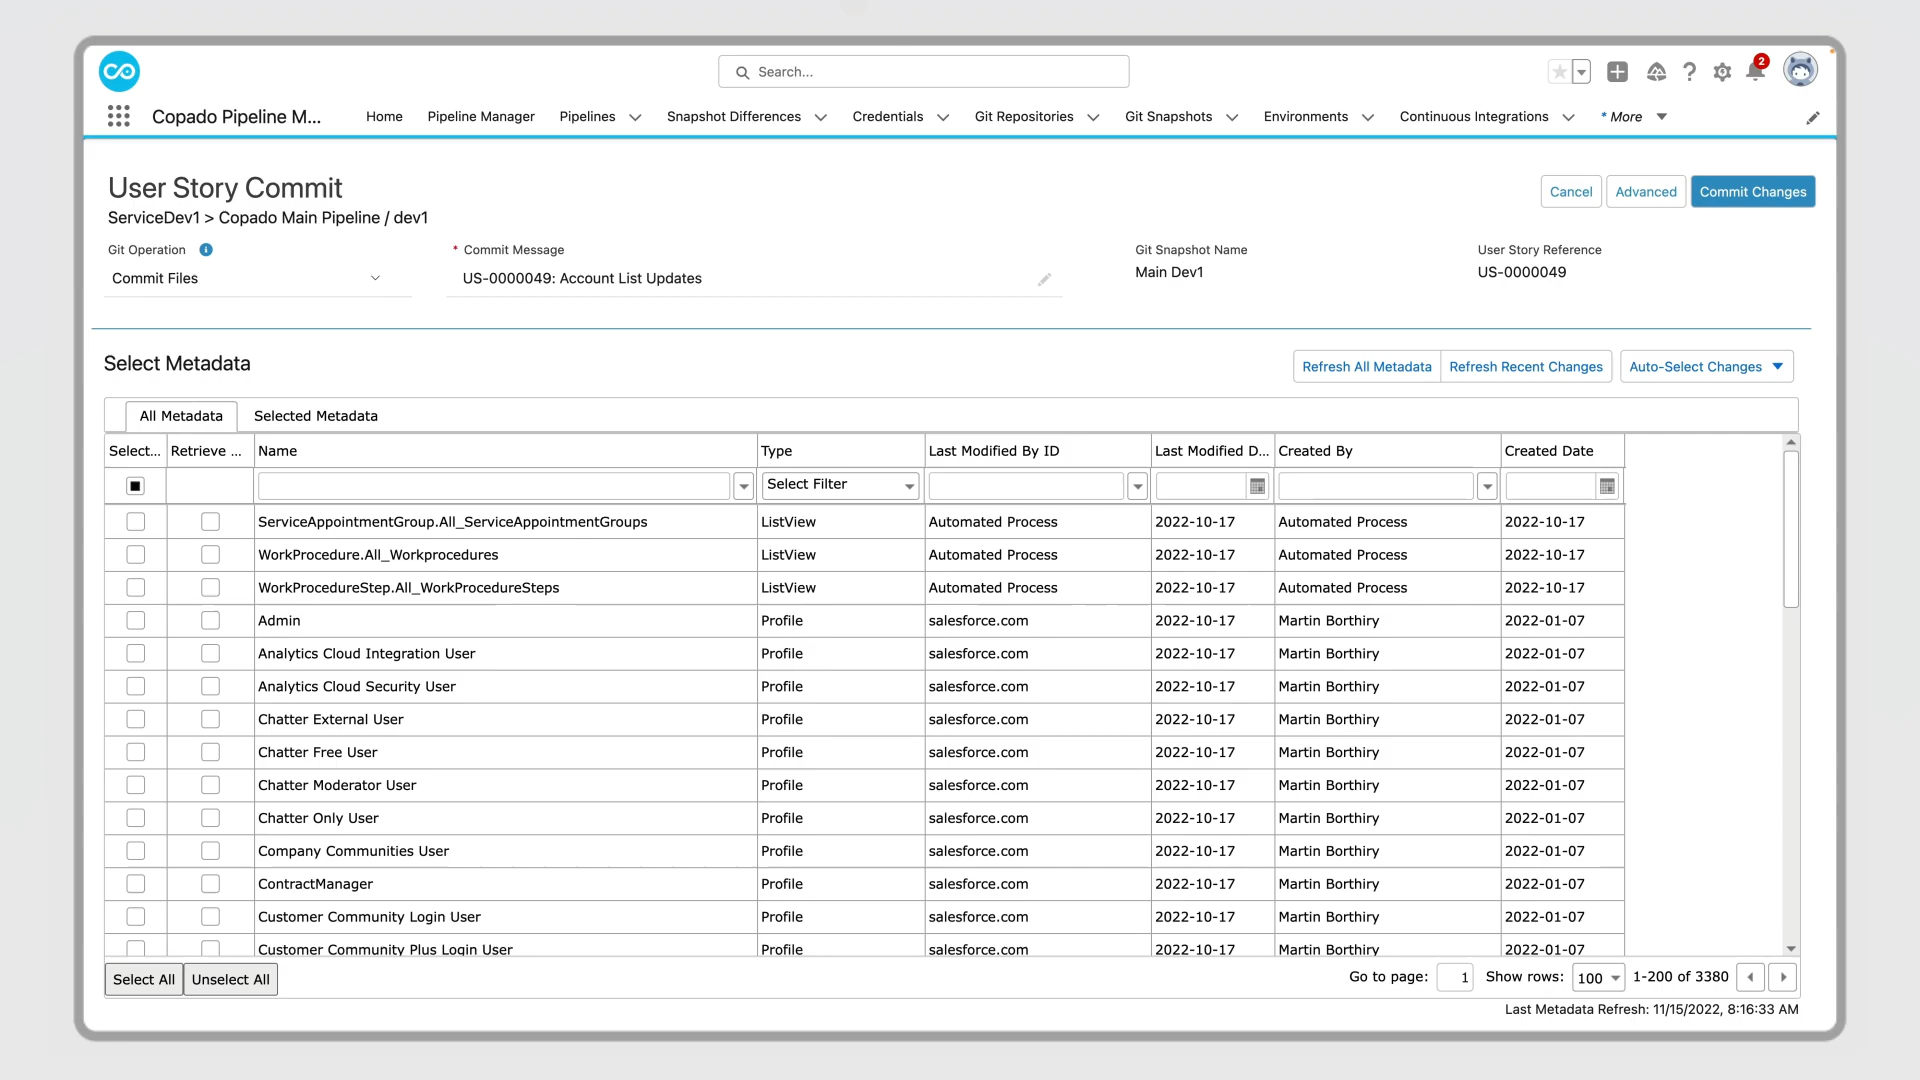 Search...
2
Copado Pipeline M... Home Pipeline Manager Pipelines Snapshot Differences Credentials Git Repositories Git Snapshots Environments Continuous Integrations * More
User Story Commit
Cancel Advanced Commit Changes
ServiceDev1 > Copado Main Pipeline / dev1
Git Operation * Commit Message Git Snapshot Name User Story Reference
Commit Files US-0000049: Account List Updates Main Dev1 US-0000049
Select Metadata
Refresh All Metadata Refresh Recent Changes Auto-Select Changes
All Metadata Selected Metadata
Select... Retrieve ... Name Type Last Modified By ID Last Modified D... Created By Created Date
Select Filter
ServiceAppointmentGroup.All_ServiceAppointmentGroups ListView Automated Process 2022-10-17 Automated Process 2022-10-17
WorkProcedure.All_Workprocedures ListView Automated Process 2022-10-17 Automated Process 2022-10-17
WorkProcedureStep.All_WorkProcedureSteps ListView Automated Process 2022-10-17 Automated Process 2022-10-17
Admin Profile salesforce.com 2022-10-17 Martin Borthiry 2022-01-07
Analytics Cloud Integration User Profile salesforce.com 2022-10-17 Martin Borthiry 2022-01-07
Analytics Cloud Security User Profile salesforce.com 2022-10-17 Martin Borthiry 2022-01-07
Chatter External User Profile salesforce.com 2022-10-17 Martin Borthiry 2022-01-07
Chatter Free User Profile salesforce.com 2022-10-17 Martin Borthiry 2022-01-07
Chatter Moderator User Profile salesforce.com 2022-10-17 Martin Borthiry 2022-01-07
Chatter Only User Profile salesforce.com 2022-10-17 Martin Borthiry 2022-01-07
Company Communities User Profile salesforce.com 2022-10-17 Martin Borthiry 2022-01-07
ContractManager Profile salesforce.com 2022-10-17 Martin Borthiry 2022-01-07
Customer Community Login User Profile salesforce.com 2022-10-17 Martin Borthiry 2022-01-07
Customer Community Plus Login User Profile salesforce.com 2022-10-17 Martin Borthiry 2022-01-07
Select All Unselect All Go to page: 1 Show rows: 100 1-200 of 3380
Last Metadata Refresh: 11/15/2022, 8:16:33 AM